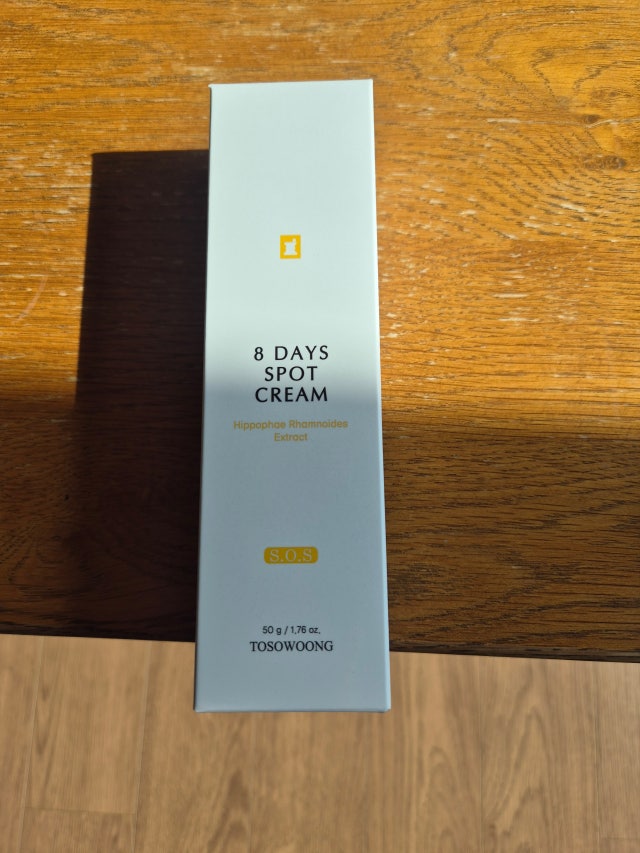 8 DAYS
SPOT
CREAM
Hippophae Rhamnoides
Extract
S.O.S
50 g / 1,76 oz,
TOSOWOONG